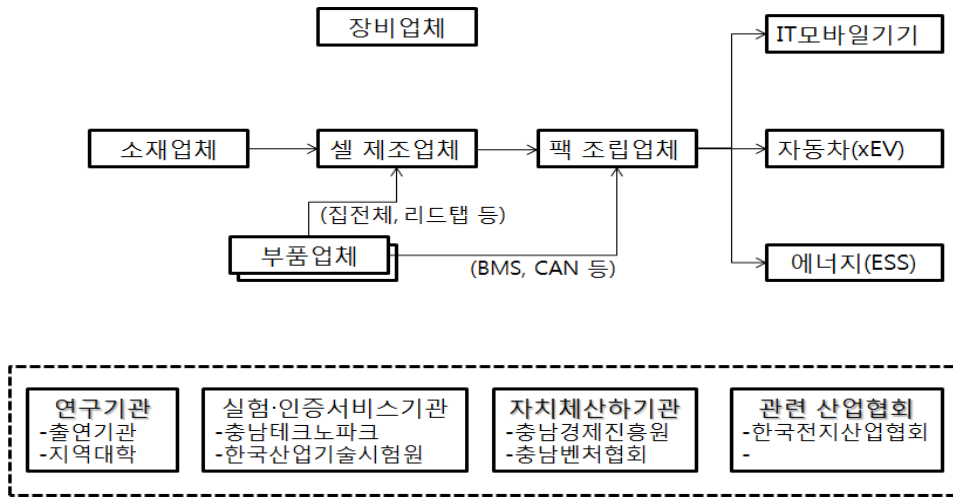 장비업체
IT모바일기기
소재업체
셀 제조업체
팩 조립업체
자동차(xEV)
(집전체, 리드탭 등)
부품업체
(BMS, CAN 등)
에너지(ESS)
연구기관
-출연기관
-지역대학
실험·인증서비스기관
-충남테크노파크
-한국산업기술시험원
자치체산하기관
-충남경제진흥원
-충남벤처협회
관련 산업협회
-한국전지산업협회
-